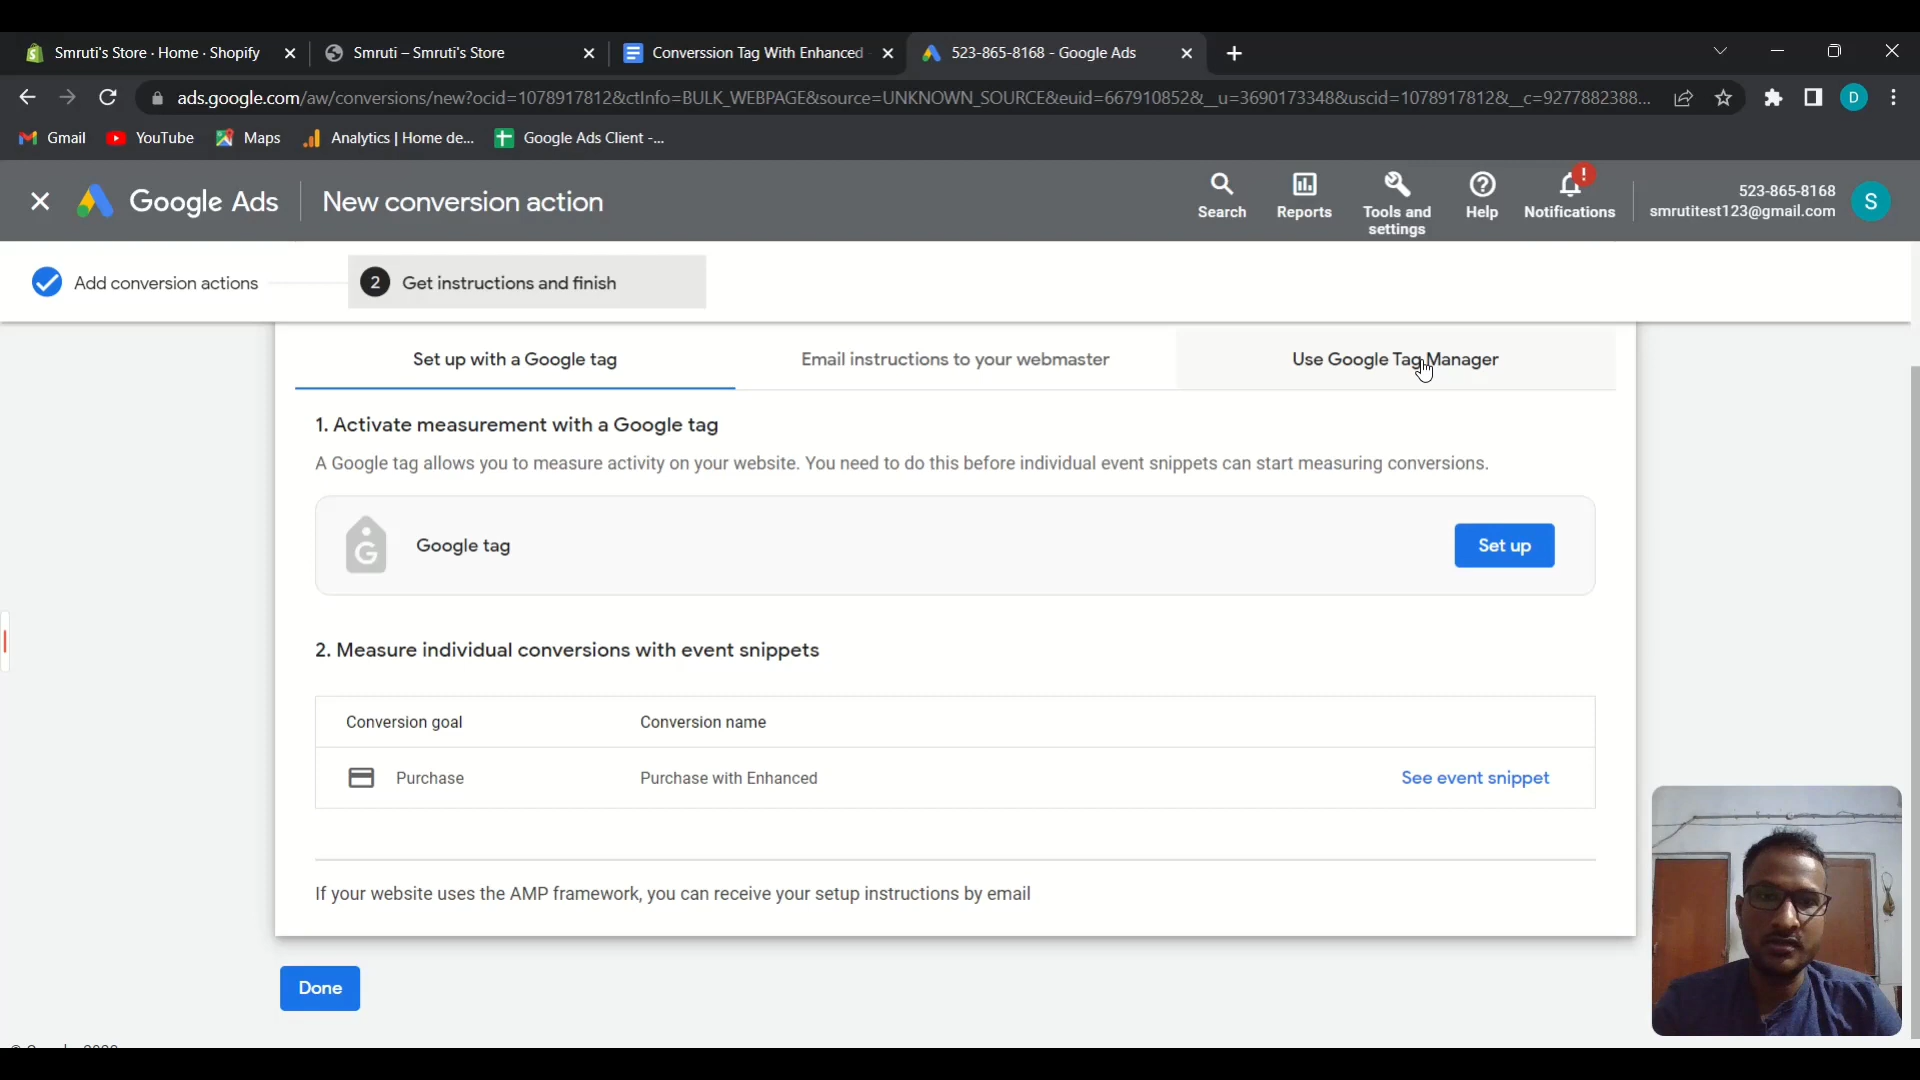 Smruti's Store · Home · Shopify
Smruti – Smruti's Store
Converssion Tag With Enhanced
523-865-8168 - Google Ads
ads.google.com/aw/conversions/new?ocid=1078917812&ctInfo=BULK_WEBPAGE&source=UNKNOWN_SOURCE&euid=667910852&__u=3690173348&uscid=1078917812&__c=9277882388...
D
Gmail
YouTube
Maps
Analytics | Home de...
Google Ads Client -...
Google Ads
New conversion action
Search
Reports
Tools and
settings
Help
!
Notifications
523-865-8168
smrutitest123@gmail.com
S
Add conversion actions
2
Get instructions and finish
Set up with a Google tag
Email instructions to your webmaster
Use Google Tag Manager
1. Activate measurement with a Google tag
A Google tag allows you to measure activity on your website. You need to do this before individual event snippets can start measuring conversions.
G
Google tag
Set up
2. Measure individual conversions with event snippets
Conversion goal
Conversion name
Purchase
Purchase with Enhanced
See event snippet
If your website uses the AMP framework, you can receive your setup instructions by email
Done